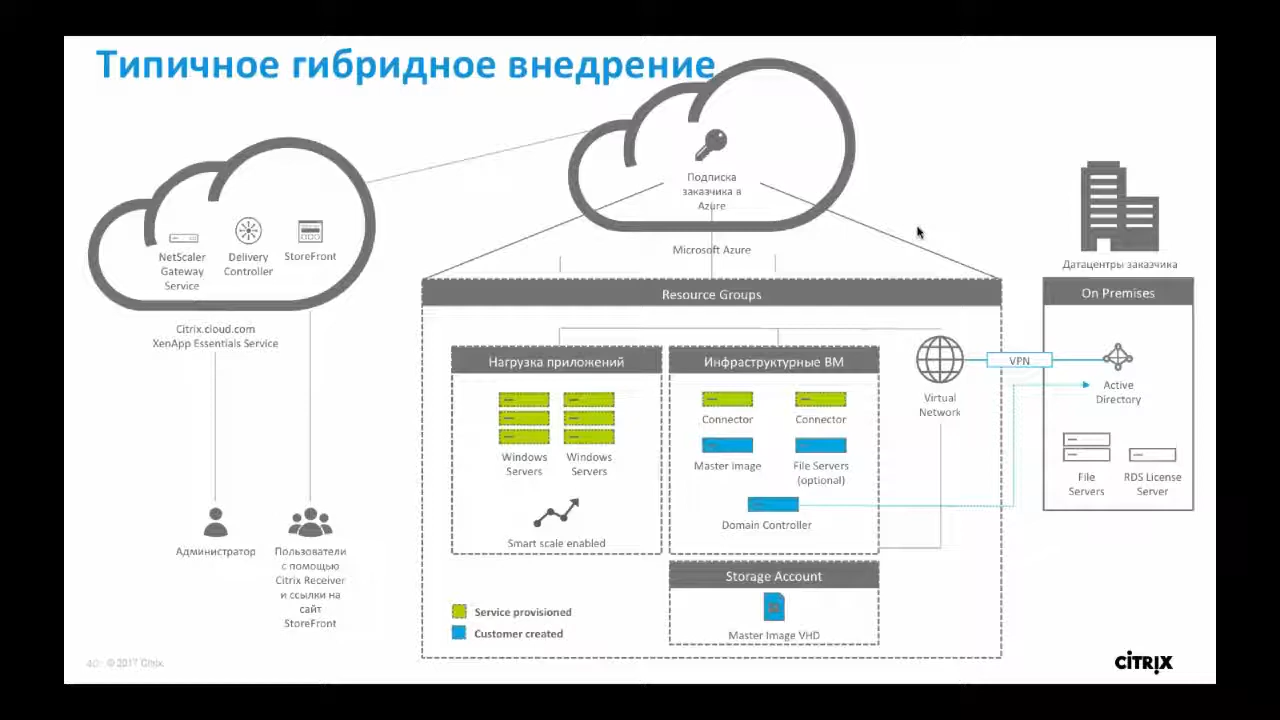 Типичное гибридное внедрение
Подписка
заказчика в
Azure
Microsoft Azure
NetScaler
Gateway
Service
Delivery
Controller
StoreFront
Citrix.cloud.com
XenApp Essentials Service
Датацентры заказчика
Resource Groups
On Premises
Нагрузка приложений
Инфраструктурные ВМ
Windows
Servers
Windows
Servers
Smart scale enabled
Connector
Connector
Master image
File Servers
(optional)
Domain Controller
Virtual
Network
VPN
Active
Directory
File
Servers
RDS License
Server
Администратор
Пользователи
с помощью
Citrix Receiver
и ссылки на
сайт
StoreFront
Storage Account
Master Image VHD
Service provisioned
Customer created
40 © 2017 Citrix
CİTRIX